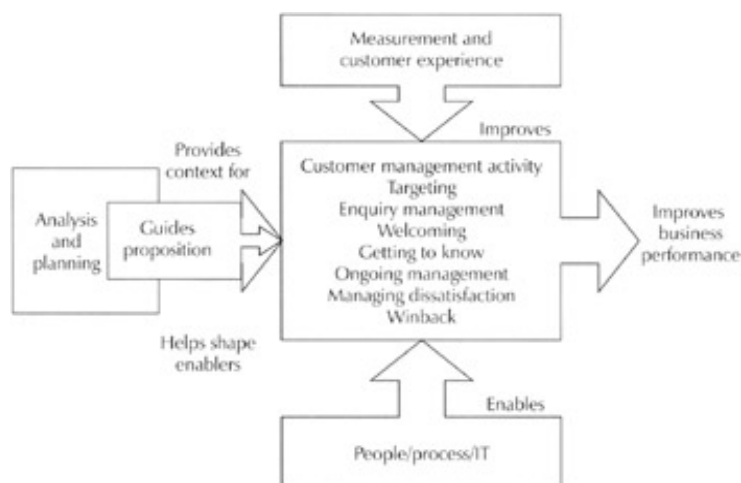 Measurement and
customer experience
Improves
Provides
context for
Customer management activity
Targeting
Enquiry management
Welcoming
Getting to know
Ongoing management
Managing dissatisfaction
Winback
Analysis
and
planning
Guides
proposition
Improves
business
performance
Helps shape
enablers
Enables
People/process/IT